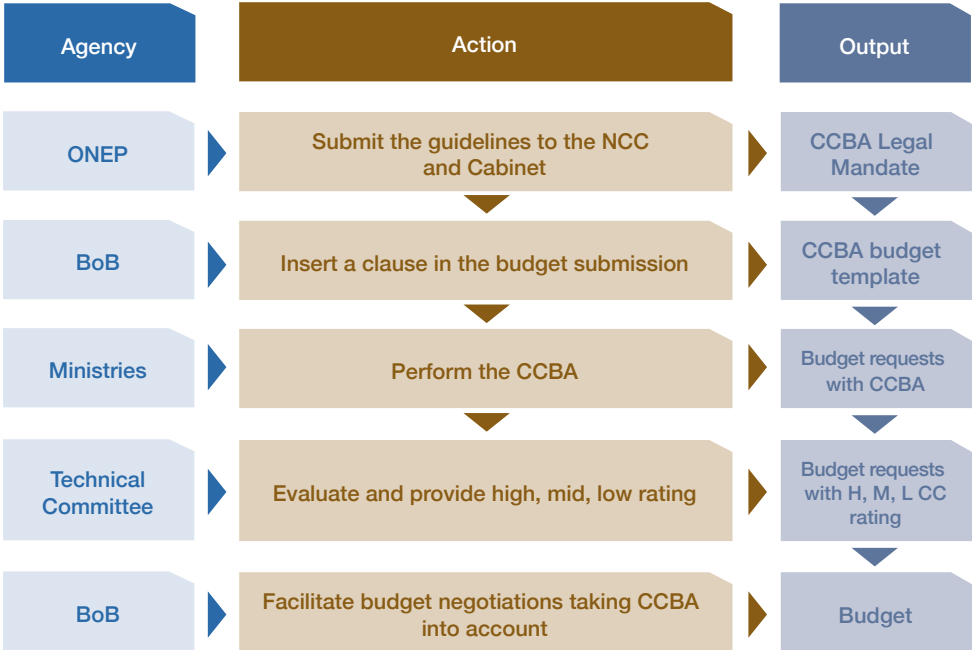 Agency
Action
Output
ONEP
Submit the guidelines to the NCC
and Cabinet
CCBA Legal
Mandate
BoB
Insert a clause in the budget submission
CCBA budget
template
Ministries
Perform the CCBA
Budget requests
with CCBA
Technical
Committee
Evaluate and provide high, mid, low rating
Budget requests
with H, M, L CC
rating
BoB
Facilitate budget negotiations taking CCBA
into account
Budget